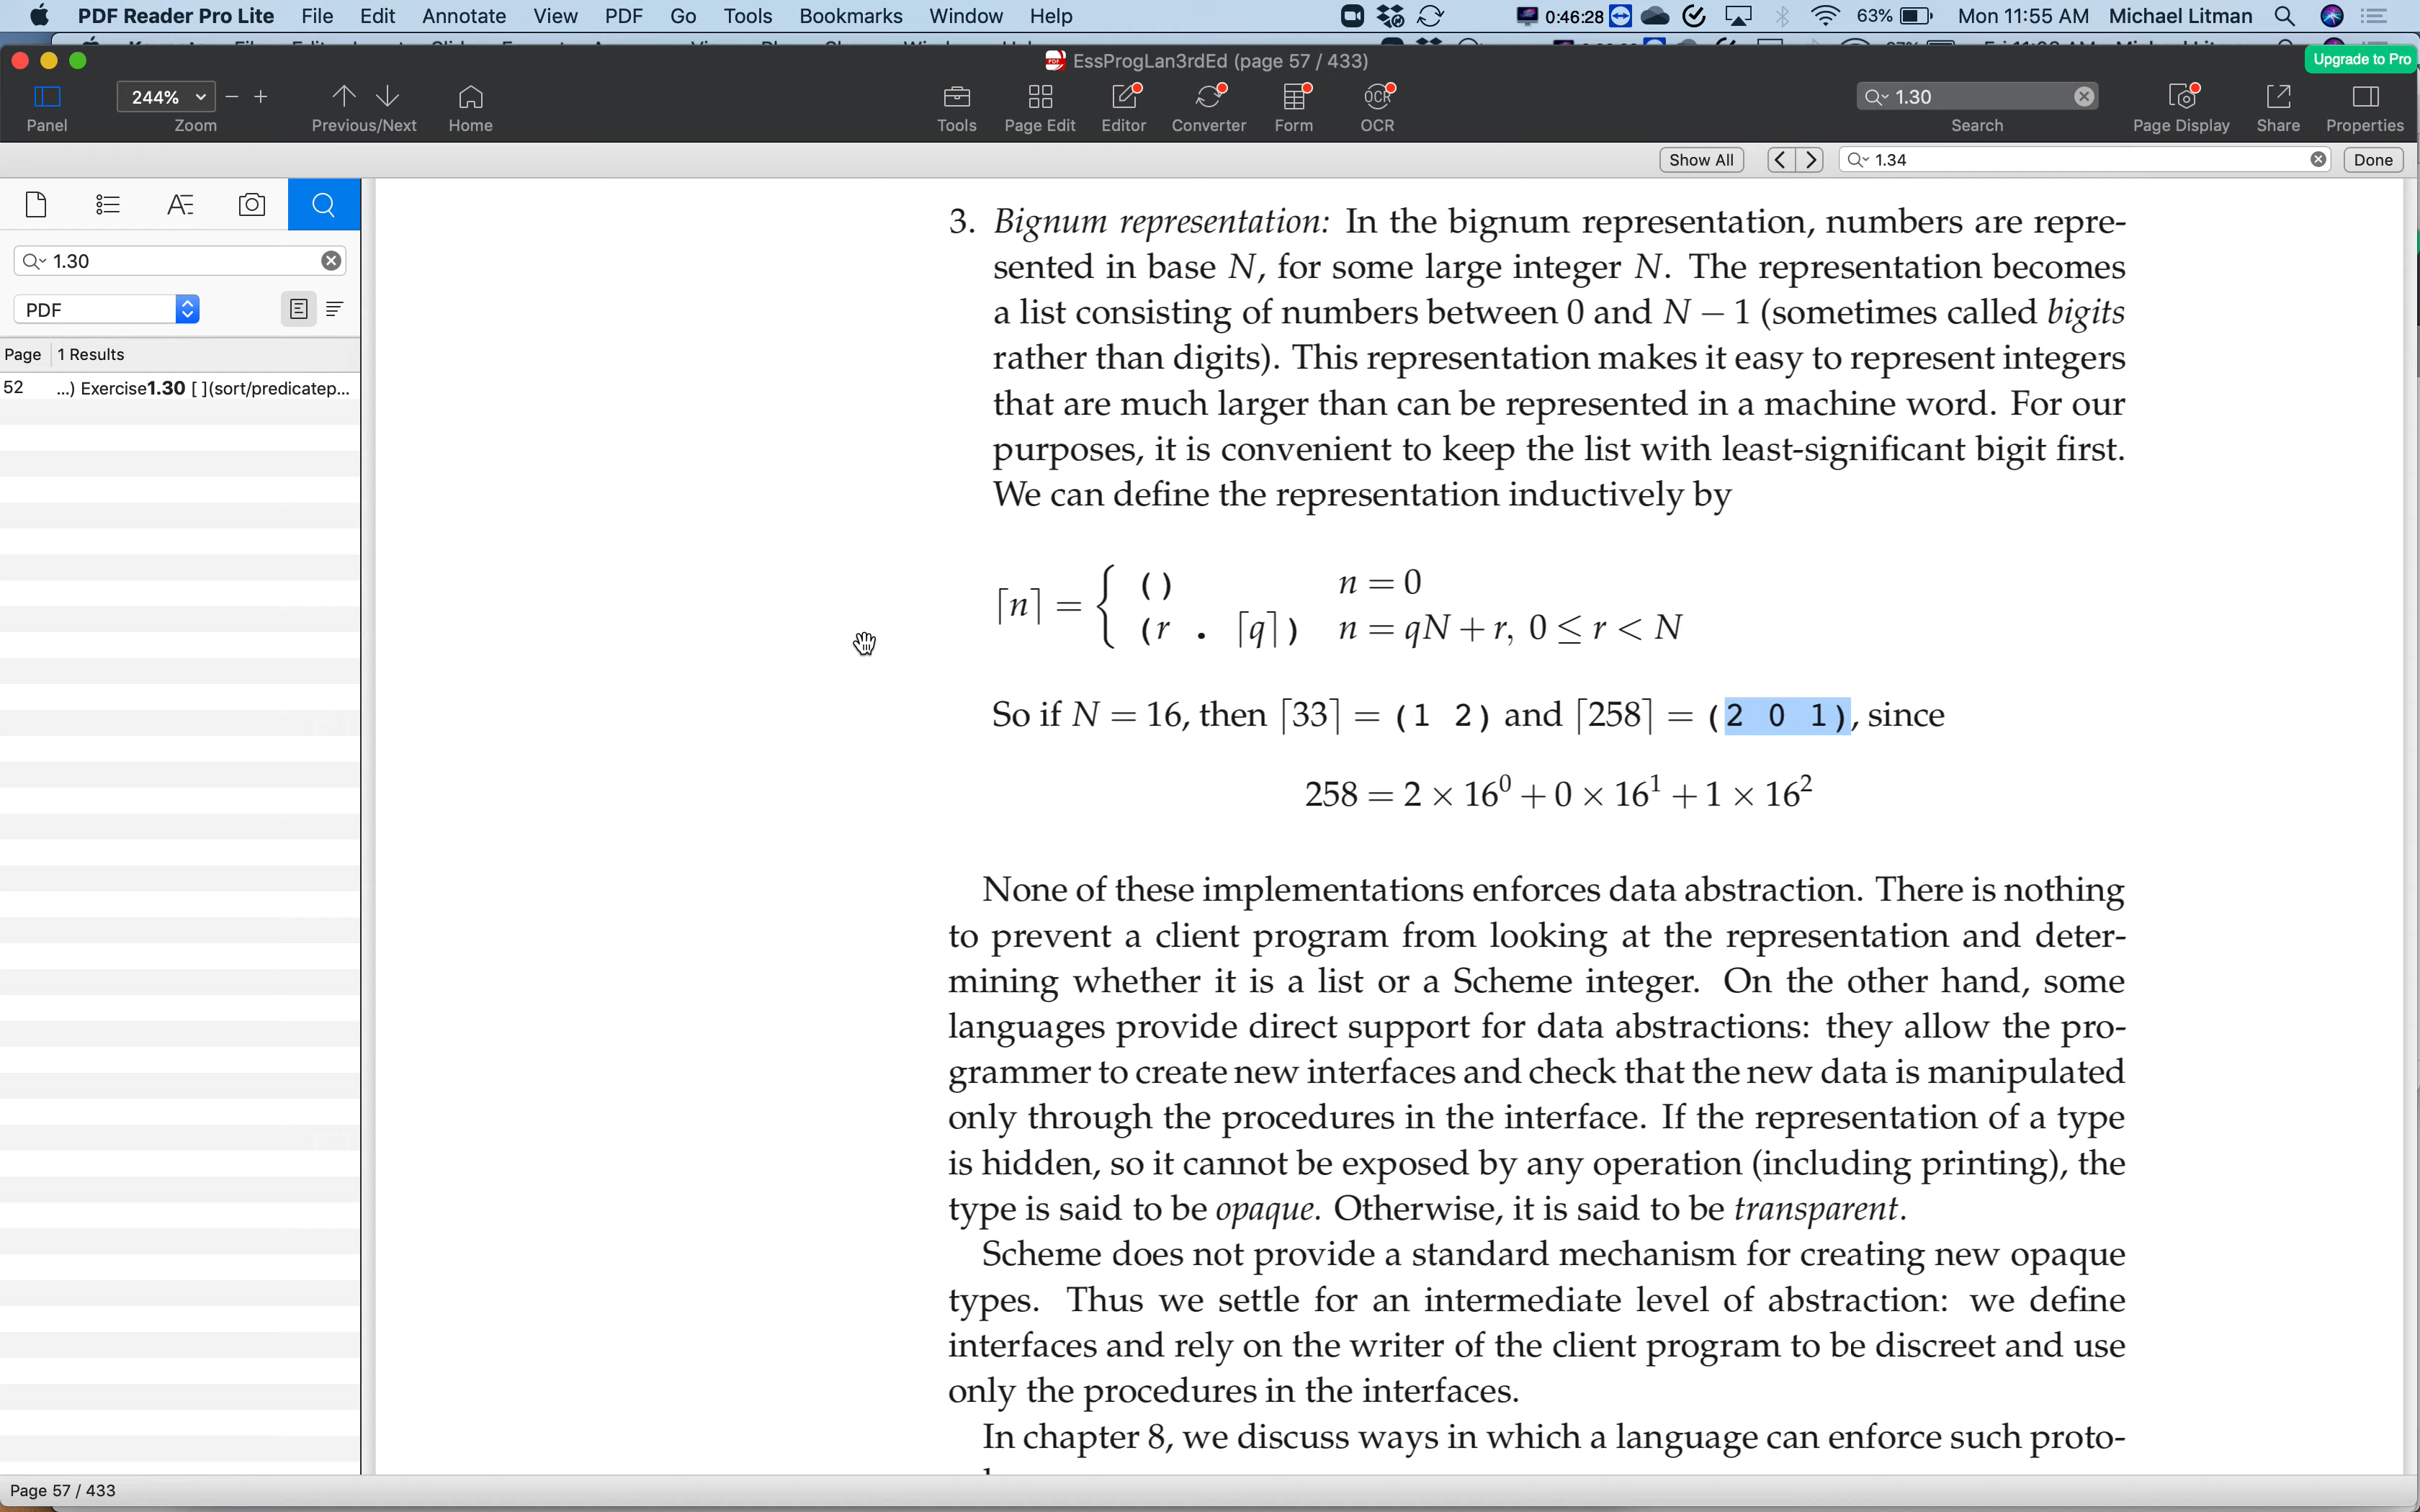 PDF Reader Pro Lite File Edit Annotate View PDF Go Tools Bookmarks Window Help 0:46:28 63% Mon 11:55 AM Michael Litman
EssProgLan3rdEd (page 57 / 433)
Upgrade to Pro
244%
1.30
Panel Zoom Previous/Next Home Tools Page Edit Editor Converter Form OCR Search Page Display Share Properties
Show All 1.34 Done
1.30
PDF
Page 1 Results
52 ...) Exercise1.30 [ ](sort/predicatep...
3. Bignum representation: In the bignum representation, numbers are repre-
sented in base N, for some large integer N. The representation becomes
a list consisting of numbers between 0 and N − 1 (sometimes called bigits
rather than digits). This representation makes it easy to represent integers
that are much larger than can be represented in a machine word. For our
purposes, it is convenient to keep the list with least-significant bigit first.
We can define the representation inductively by
⌈n⌉ = { () n = 0
(r . ⌈q⌉) n = qN + r, 0 ≤ r < N
So if N = 16, then ⌈33⌉ = (1 2) and ⌈258⌉ = (2 0 1), since
258 = 2 × 16⁰ + 0 × 16¹ + 1 × 16²
None of these implementations enforces data abstraction. There is nothing
to prevent a client program from looking at the representation and deter-
mining whether it is a list or a Scheme integer. On the other hand, some
languages provide direct support for data abstractions: they allow the pro-
grammer to create new interfaces and check that the new data is manipulated
only through the procedures in the interface. If the representation of a type
is hidden, so it cannot be exposed by any operation (including printing), the
type is said to be opaque. Otherwise, it is said to be transparent.
Scheme does not provide a standard mechanism for creating new opaque
types. Thus we settle for an intermediate level of abstraction: we define
interfaces and rely on the writer of the client program to be discreet and use
only the procedures in the interfaces.
In chapter 8, we discuss ways in which a language can enforce such proto-
Page 57 / 433